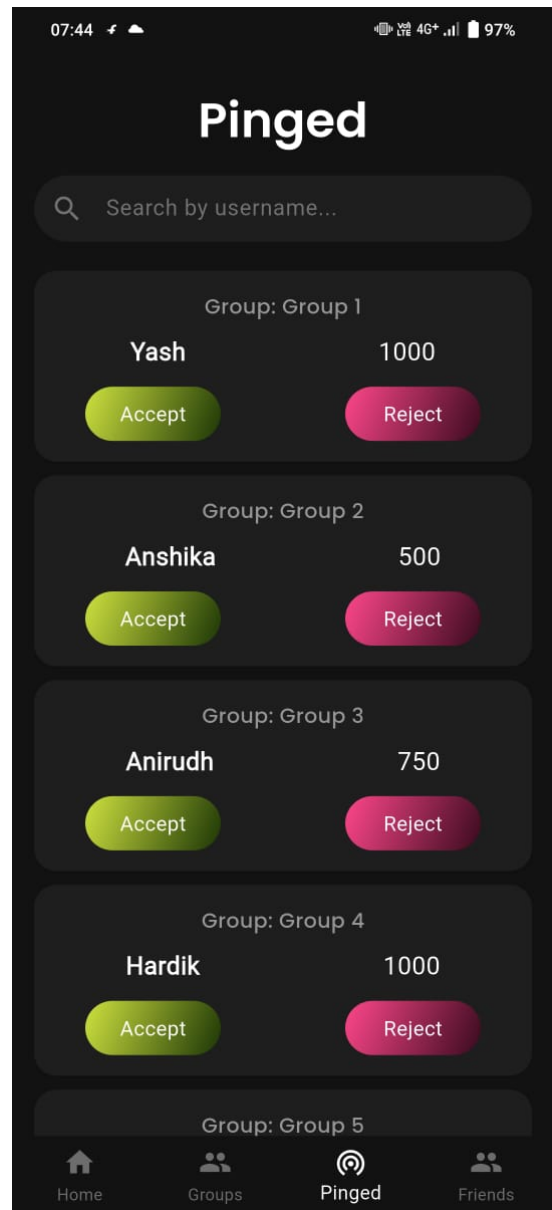 07:44 VoLTE 4G+ 97%
Pinged
Search by username...
Group: Group 1
Yash 1000
Accept Reject
Group: Group 2
Anshika 500
Accept Reject
Group: Group 3
Anirudh 750
Accept Reject
Group: Group 4
Hardik 1000
Accept Reject
Group: Group 5
Home Groups Pinged Friends